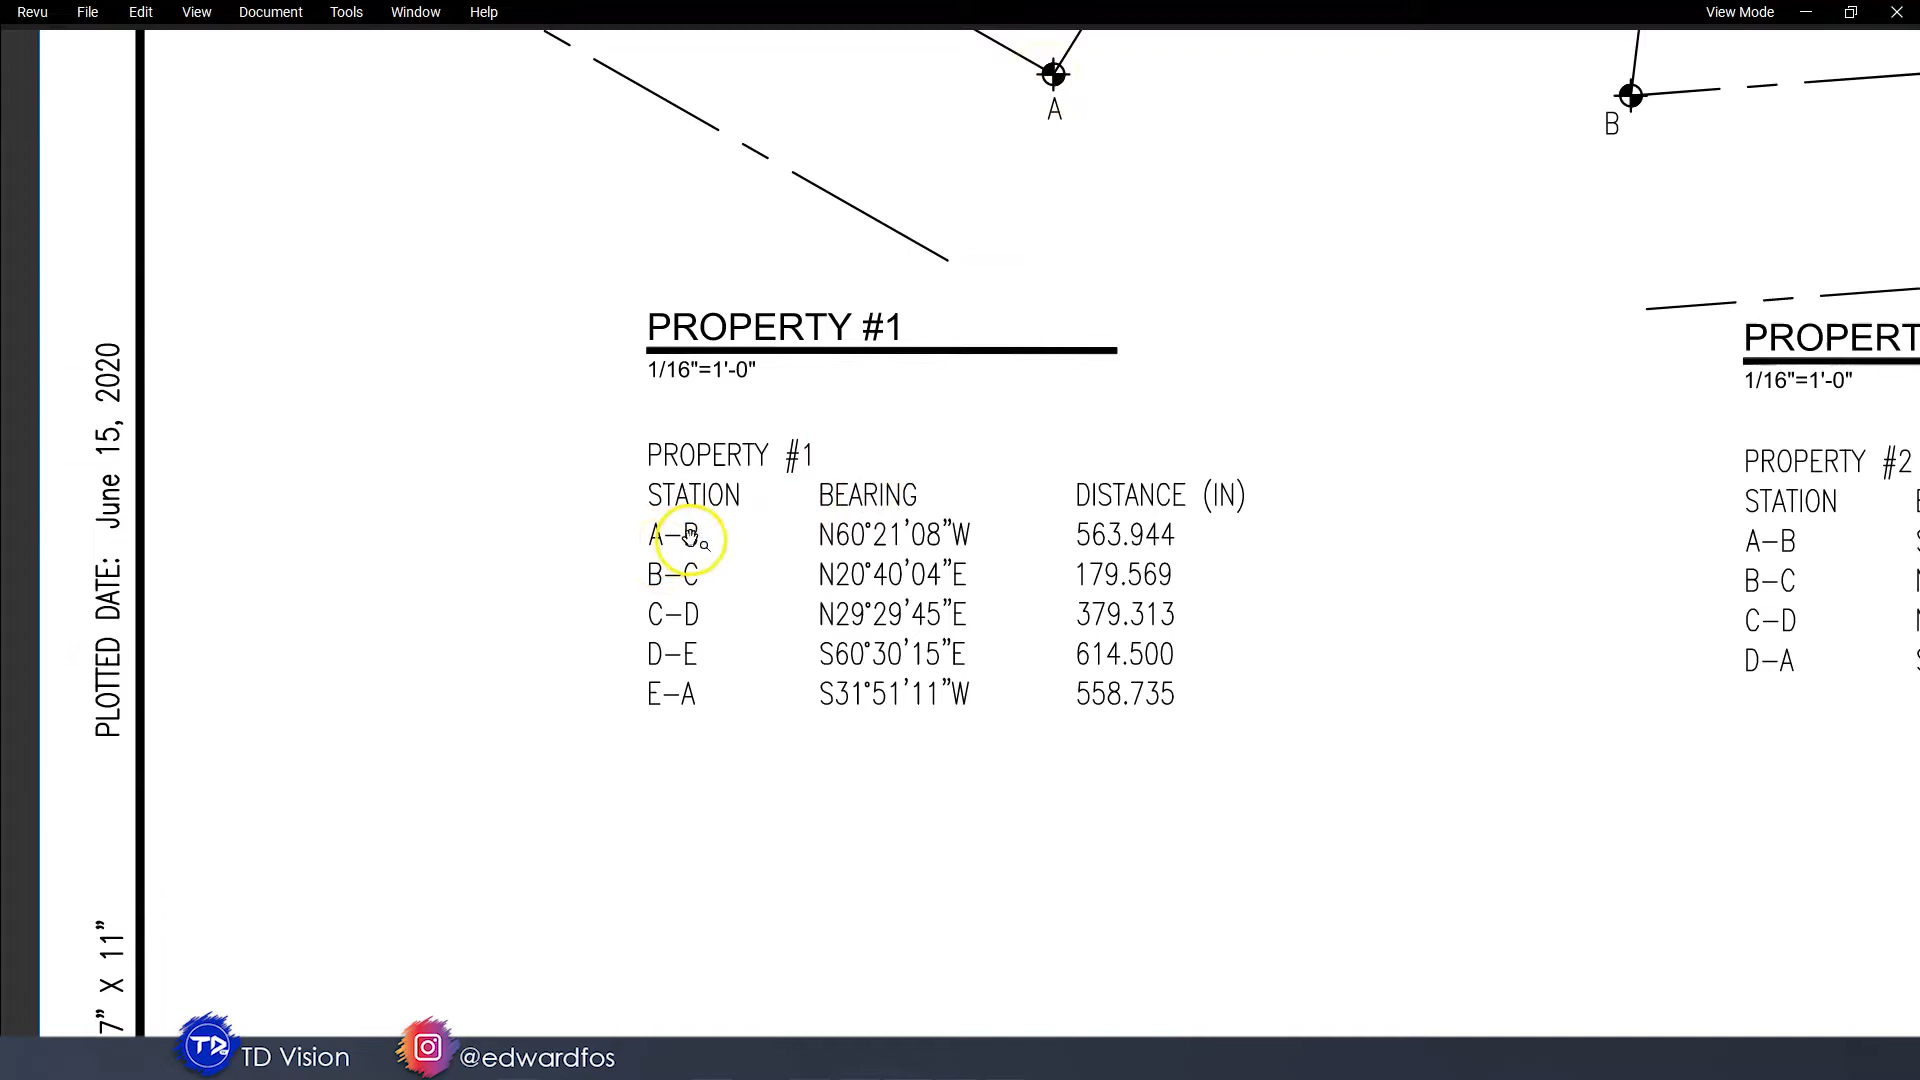 Revu File Edit View Document Tools Window Help View Mode
A
B
PROPERTY #1
1/16"=1'-0"
1/16"=1'-0"
PROPERTY #1
STATION BEARING DISTANCE (IN)
A-B N60°21'08"W 563.944
B-C N20°40'04"E 179.569
C-D N29°29'45"E 379.313
D-E S60°30'15"E 614.500
E-A S31°51'11"W 558.735
PROPERTY #2
STATION
A-B
B-C
C-D
D-A
PLOTTED DATE: June 15, 2020
7" X 11"
TD Vision @edwardfos